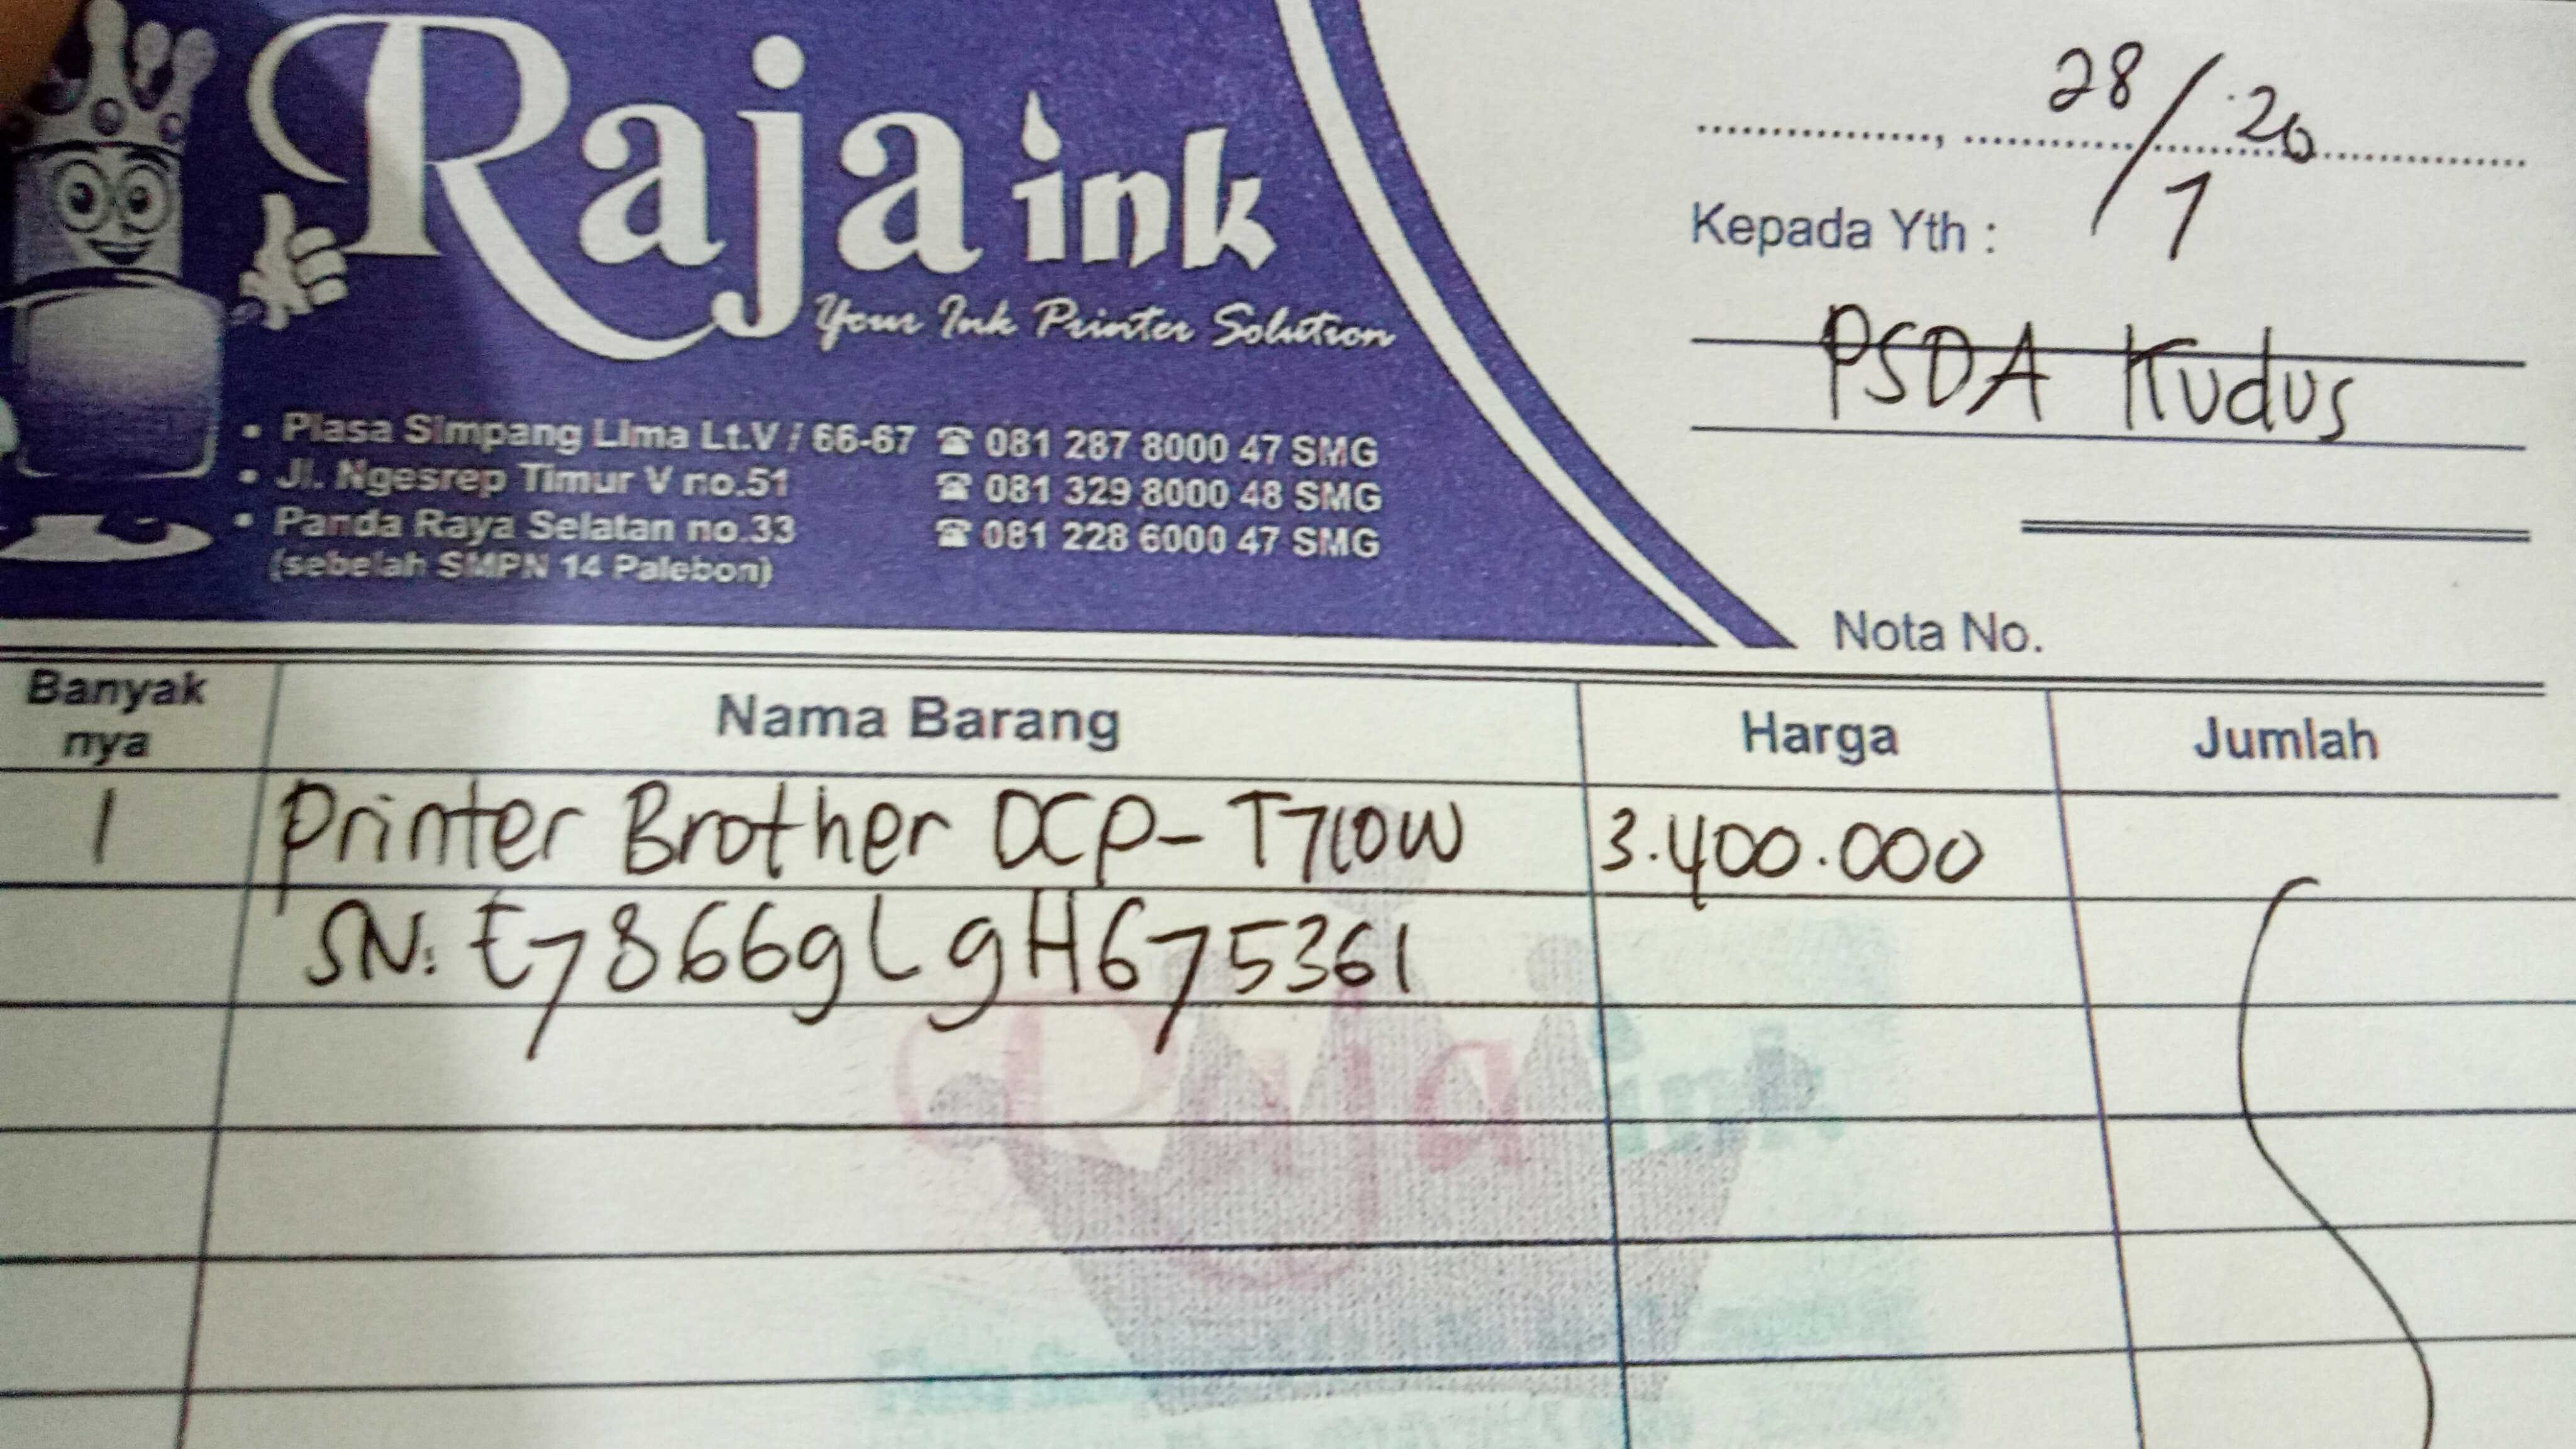 Raja ink
Your Ink Printer Solution
• Plasa Simpang Lima Lt.V / 66-67 ☎ 081 287 8000 47 SMG
• Jl. Ngesrep Timur V no.51 ☎ 081 329 8000 48 SMG
• Panda Raya Selatan no.33 ☎ 081 228 6000 47 SMG
(sebelah SMPN 14 Palebon)
28/1 20
Kepada Yth :
PSDA Kudus
Nota No.
Banyak nya Nama Barang Harga Jumlah
1 Printer Brother DCP-T710W 3.400.000
SN: E78669L9H675361
Raja ink